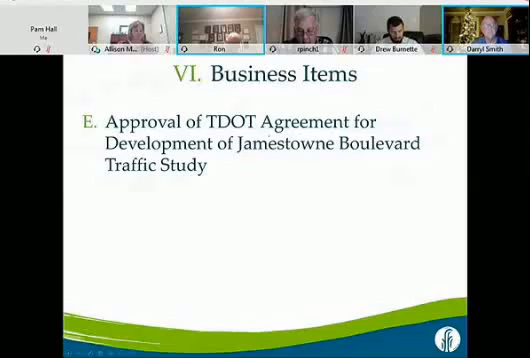 Pam Hall
Me
Allison M... (Host)
Ron
rpinch1
Drew Burnette
Darryl Smith
VI. Business Items
E. Approval of TDOT Agreement for
Development of Jamestowne Boulevard
Traffic Study